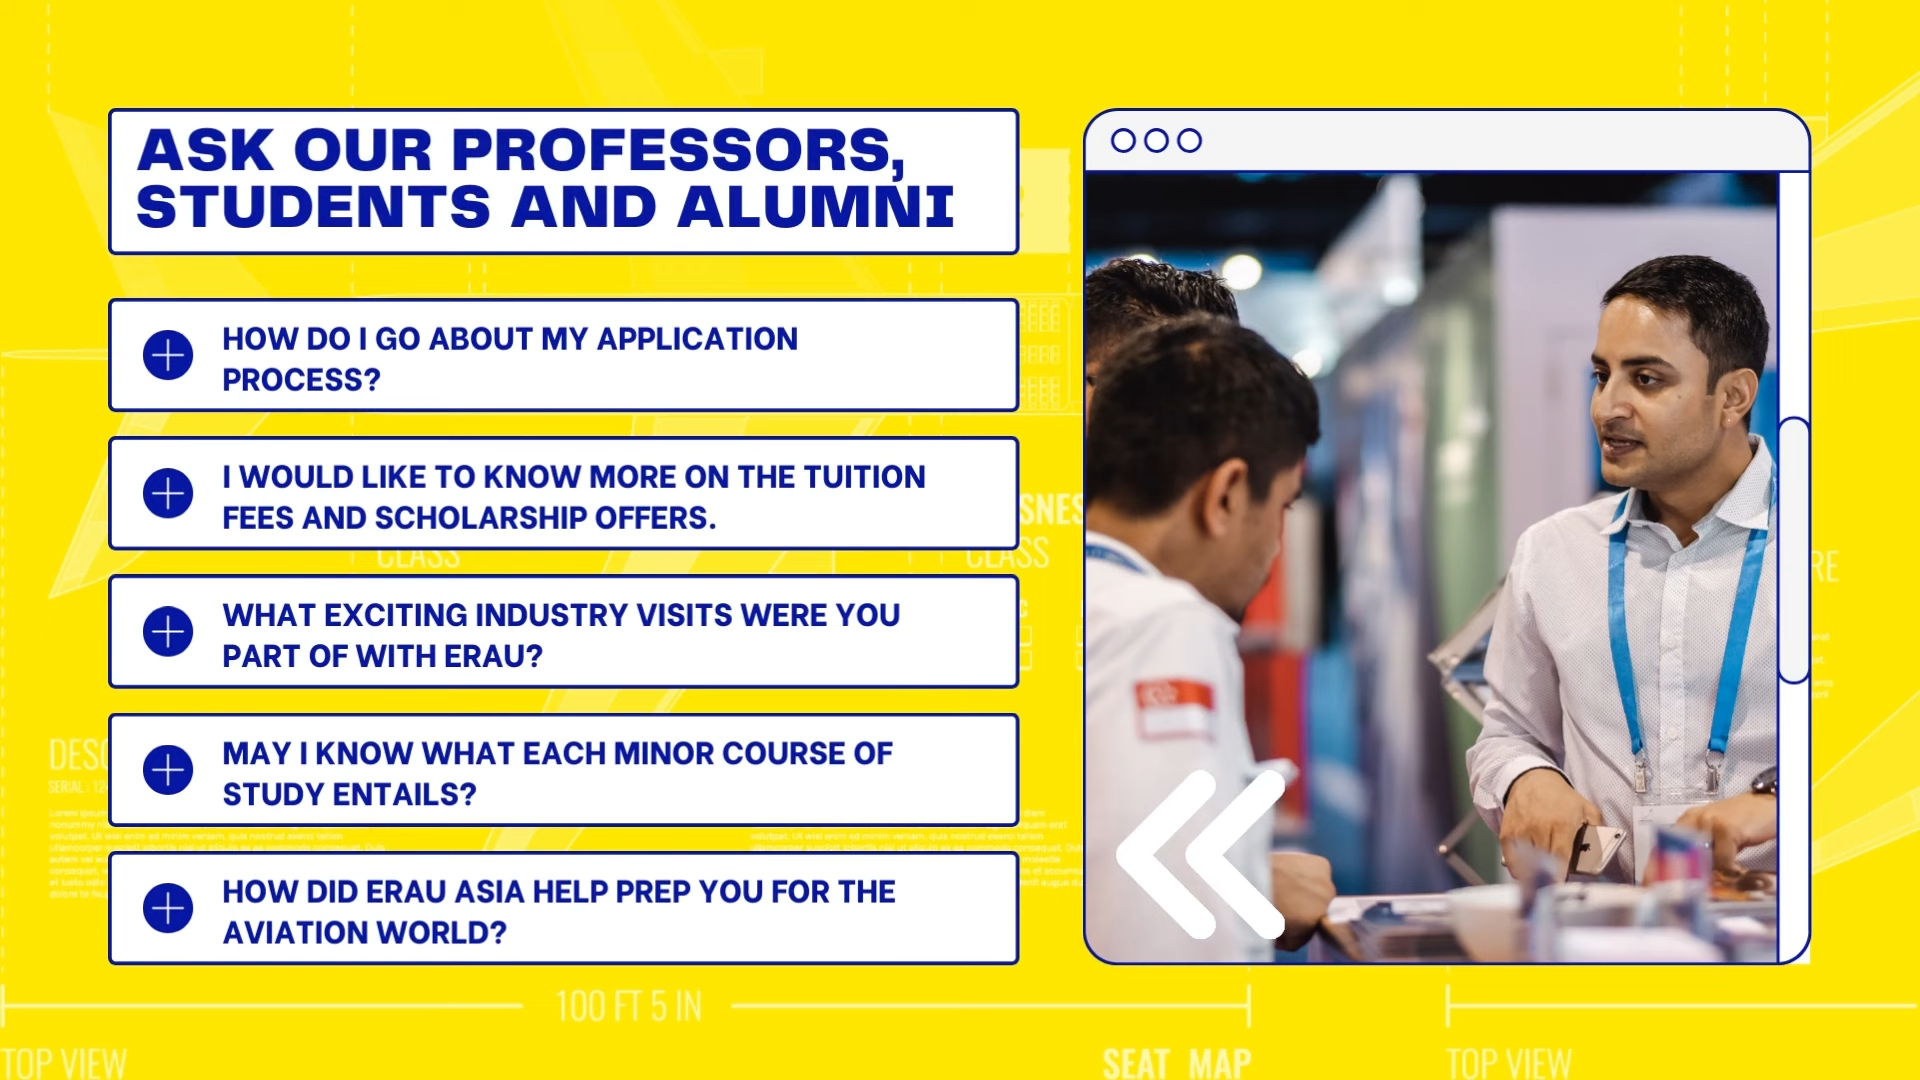 ASK OUR PROFESSORS,
STUDENTS AND ALUMNI
HOW DO I GO ABOUT MY APPLICATION
PROCESS?
I WOULD LIKE TO KNOW MORE ON THE TUITION
FEES AND SCHOLARSHIP OFFERS.
WHAT EXCITING INDUSTRY VISITS WERE YOU
PART OF WITH ERAU?
MAY I KNOW WHAT EACH MINOR COURSE OF
STUDY ENTAILS?
HOW DID ERAU ASIA HELP PREP YOU FOR THE
AVIATION WORLD?
CLASS
CLASS
100 FT 5 IN
TOP VIEW
SEAT MAP
TOP VIEW